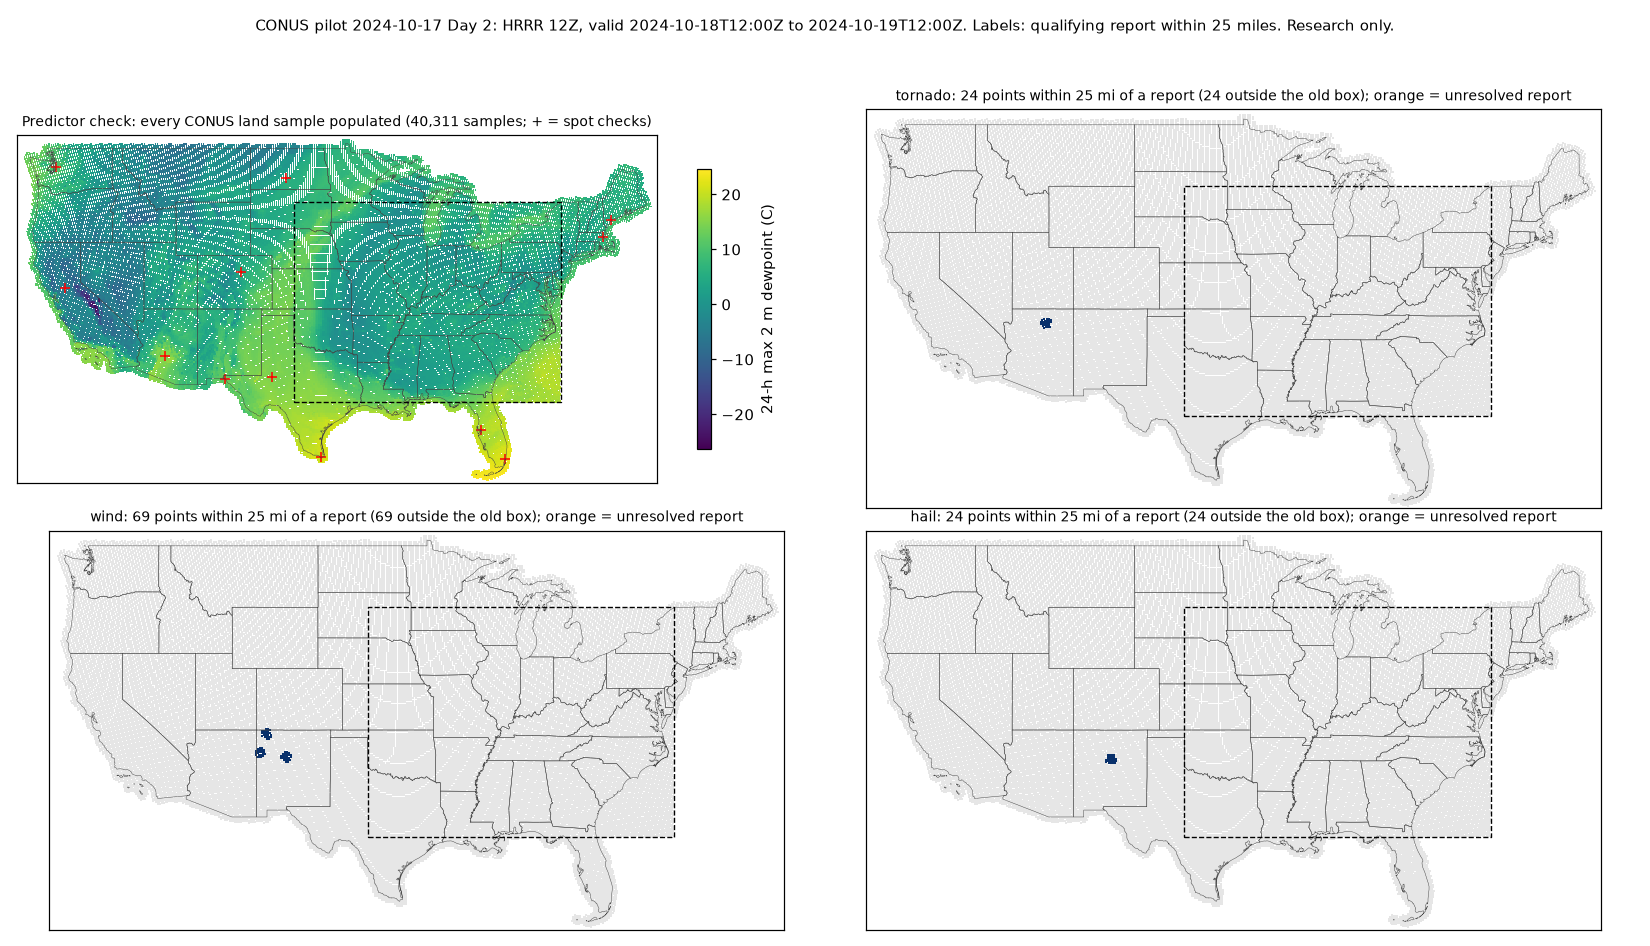 CONUS pilot 2024-10-17 Day 2: HRRR 12Z, valid 2024-10-18T12:00Z to 2024-10-19T12:00Z. Labels: qualifying report within 25 miles. Research only.
Predictor check: every CONUS land sample populated (40,311 samples; + = spot checks)
20
10
0
−10
−20
24-h max 2 m dewpoint (C)
tornado: 24 points within 25 mi of a report (24 outside the old box); orange = unresolved report
wind: 69 points within 25 mi of a report (69 outside the old box); orange = unresolved report
hail: 24 points within 25 mi of a report (24 outside the old box); orange = unresolved report